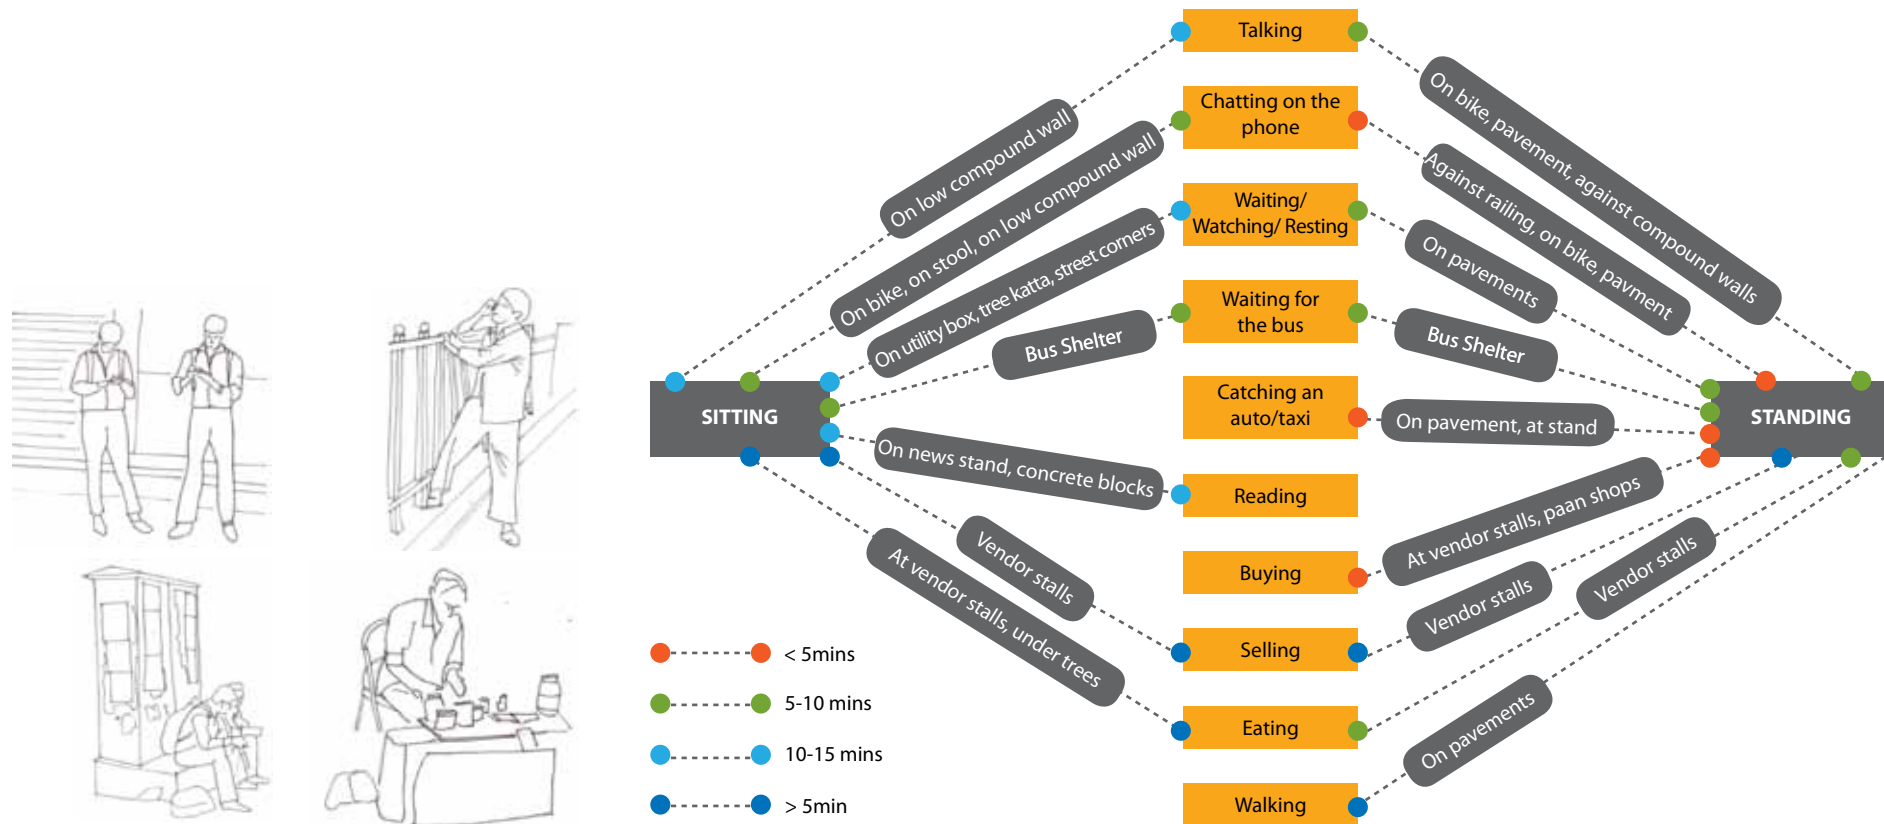 Talking
Chatting on the
phone
Waiting/
Watching/ Resting
Waiting for
the bus
Catching an
auto/taxi
Reading
Buying
Selling
Eating
Walking
SITTING
On low compound wall
On bike, on stool, on low compound wall
On utility box, tree katta, street corners
Bus Shelter
On news stand, concrete blocks
Vendor stalls
At vendor stalls, under trees
STANDING
On bike, pavement, against compound walls
Against railing, on bike, pavment
On pavements
Bus Shelter
On pavement, at stand
At vendor stalls, paan shops
Vendor stalls
Vendor stalls
On pavements
< 5mins
5-10 mins
10-15 mins
> 5min